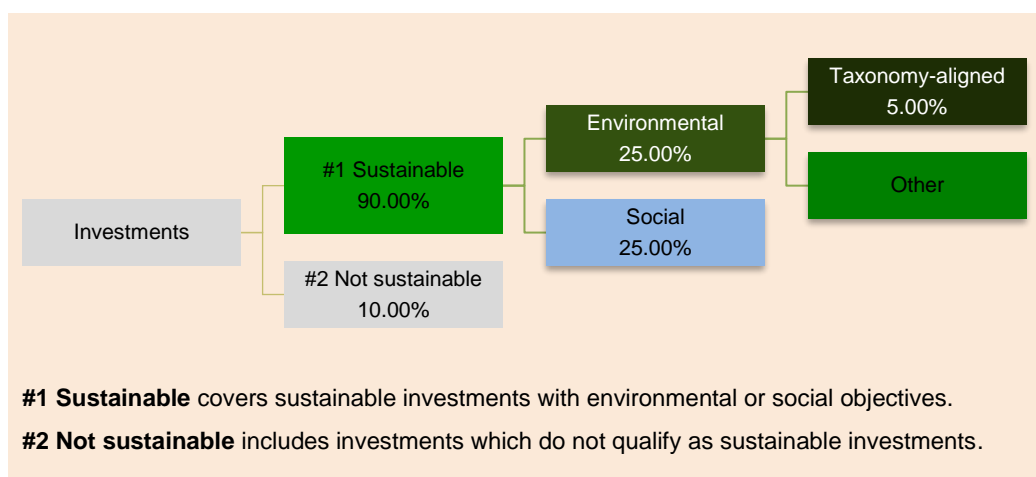 Investments
#1 Sustainable
90.00%
#2 Not sustainable
10.00%
Environmental
25.00%
Social
25.00%
Taxonomy-aligned
5.00%
Other
#1 Sustainable covers sustainable investments with environmental or social objectives.
#2 Not sustainable includes investments which do not qualify as sustainable investments.